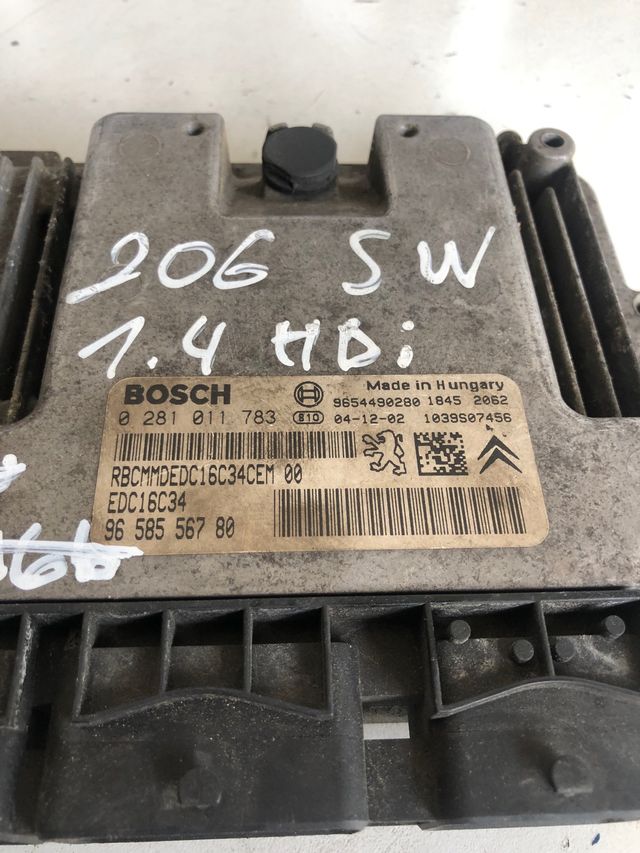 206 SW
1.4 HDi
BOSCH
Made in Hungary
9654490280 1845 2062
0 281 011 783 E10 04-12-02 1039S07456
RBCMMDEDC16C34CEM 00
EDC16C34
96 585 567 80